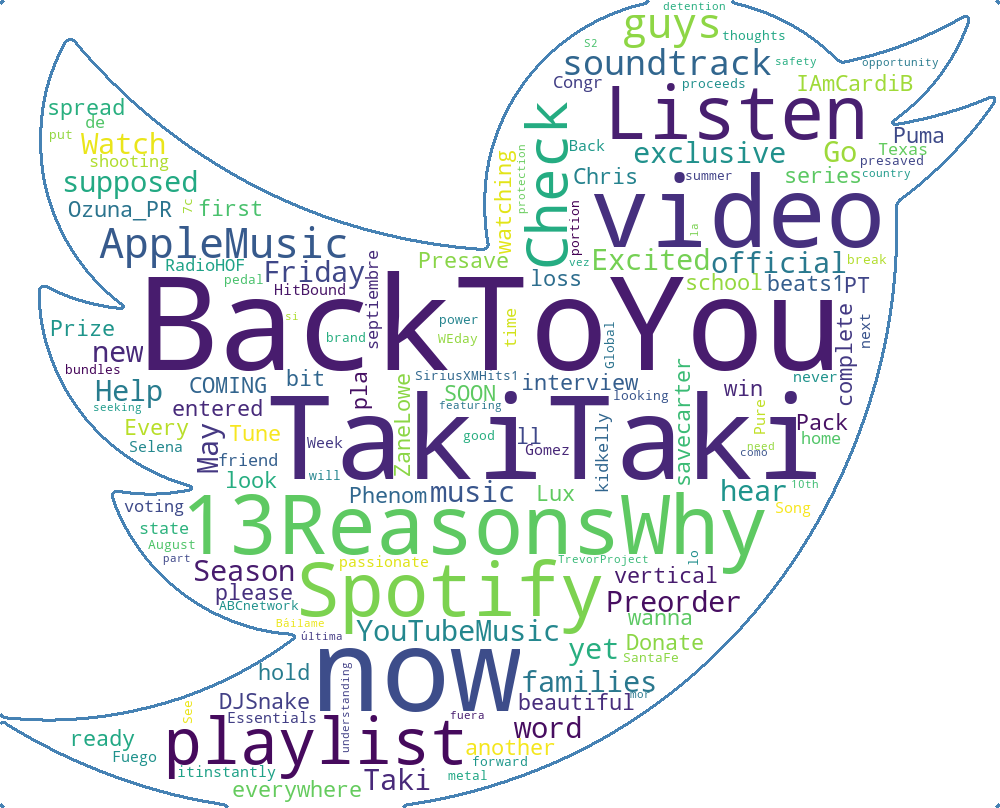 detention
guys
thoughts
S2
soundtrack
safety
opportunity
Congr
proceeds
IAmCardiB
spread
Listen
de
put
Watch
Check
Back
exclusive
Go
Puma
Texas
shooting
watching
protection
presaved
supposed
Chris
summer
series
country
Ozuna_PR
7c
first
portion
video
la
AppleMusic
Presave
vez
Excited
official
break
RadioHOF
Friday
pedal
loss
school
beats1
PT
HitBound
septiembre
BackToYou
Prize
si
brand
power
time
Global
complete
next
new
WEday
bundles
Help
COMING
bit
pla
SiriusXMHits1
interview
win
never
seeking
entered
ZaneLowe
SOON
featuring
looking
savecarter
Pure
Pack
Every
May
Tune
TakiTaki
home
Selena
Week
good
ll
Gomez
kidkelly
need
como
friend
look
will
Phenom
music
Lux
hear
10th
voting
13ReasonsWhy
Song
state
August
part
passionate
TrevorProject
lo
Season
please
Spotify
vertical
ABCnetwork
Preorder
Báilame
wanna
última
YouTubeMusic
yet
Donate
SantaFe
hold
understanding
now
families
mor
DJSnake
beautiful
See
Essentials
fuera
word
ready
playlist
another
Fuego
forward
itinstantly
Taki
metal
everywhere